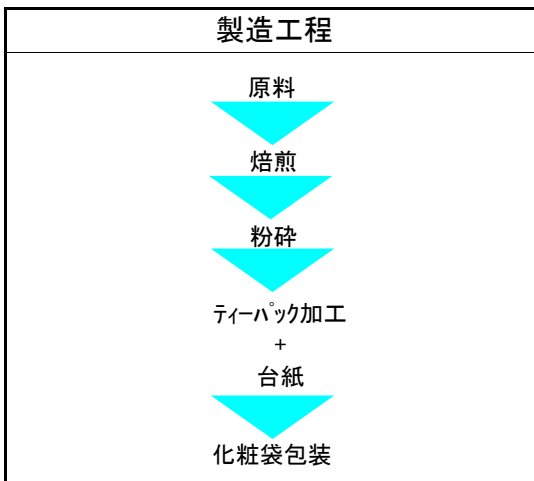 製造工程
原料
焙煎
粉砕
ﾃｨｰﾊﾟｯｸ加工
+
台紙
化粧袋包装